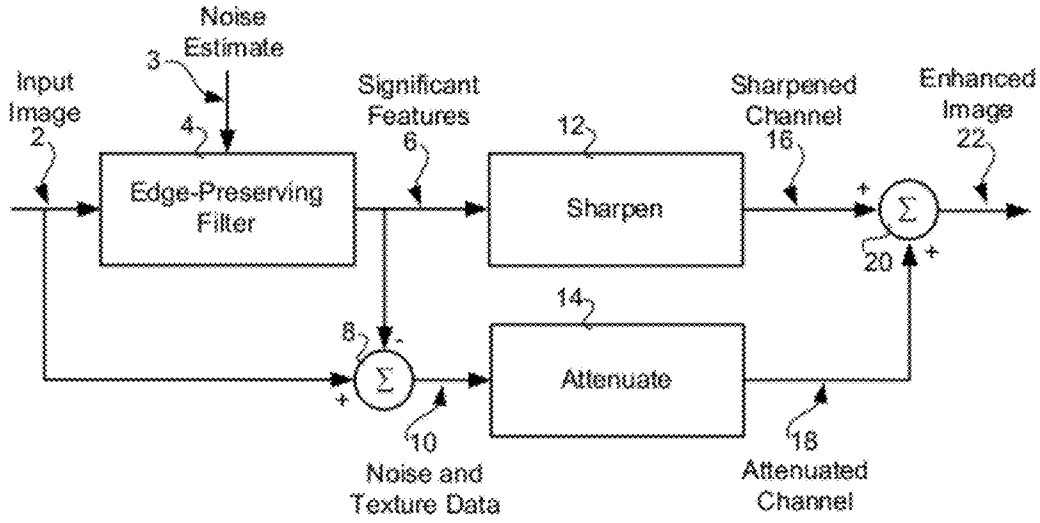 Noise
Estimate
3
Input
Image
2
4
Edge-Preserving
Filter
Significant
Features
6
12
Sharpen
Sharpened
Channel
16
+
Σ
20
+
Enhanced
Image
22
8
-
Σ
+
10
Noise and
Texture Data
14
Attenuate
18
Attenuated
Channel